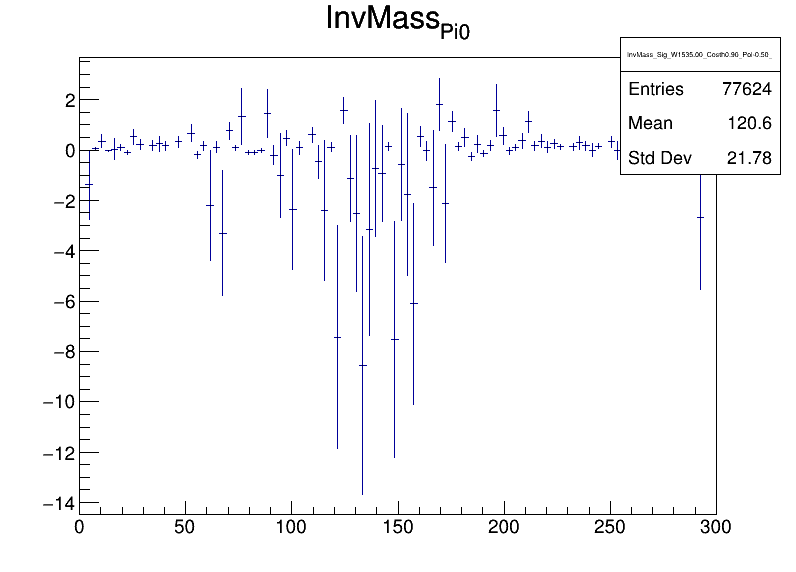 InvMass_Pi0
InvMass_Sig_W1535.00_Costh0.90_Pol-0.50_
Entries 77624
Mean 120.6
Std Dev 21.78
2
0
−2
−4
−6
−8
−10
−12
−14
0 50 100 150 200 250 300